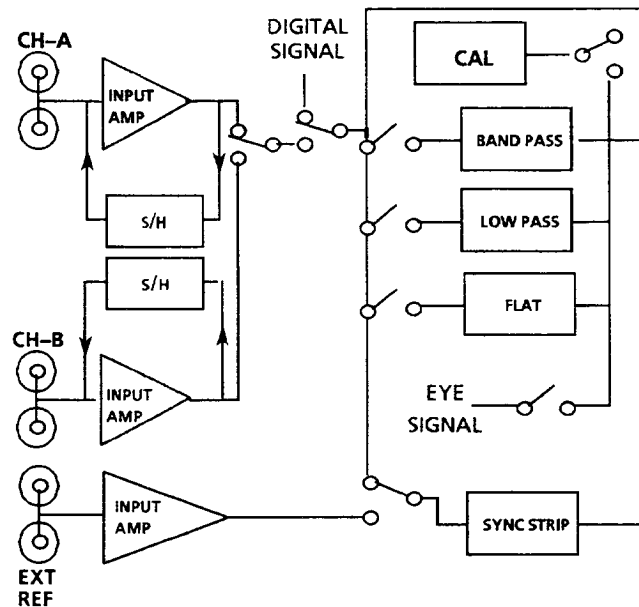 CH–A
DIGITAL
SIGNAL
INPUT
AMP
CAL
BAND PASS
S/H
LOW PASS
S/H
FLAT
CH–B
INPUT
AMP
EYE
SIGNAL
INPUT
AMP
SYNC STRIP
EXT
REF